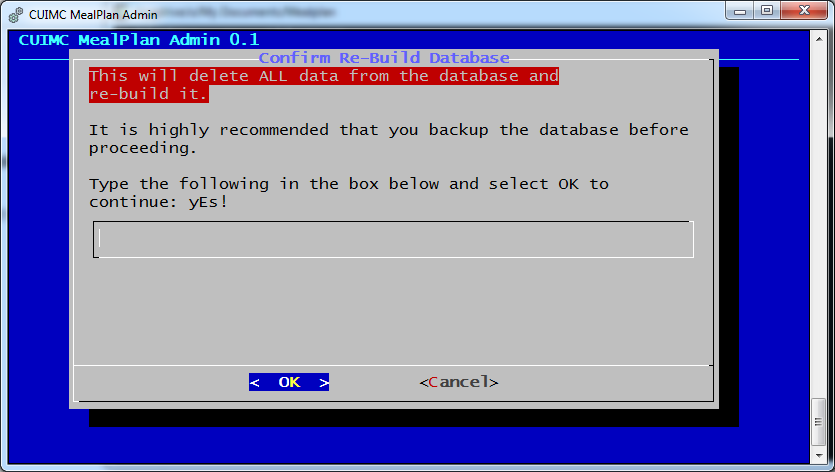 CUIMC MealPlan Admin
CUIMC MealPlan Admin 0.1
Confirm Re-Build Database
This will delete ALL data from the database and
re-build it.
It is highly recommended that you backup the database before
proceeding.
Type the following in the box below and select OK to
continue: yEs!
< OK > <Cancel>